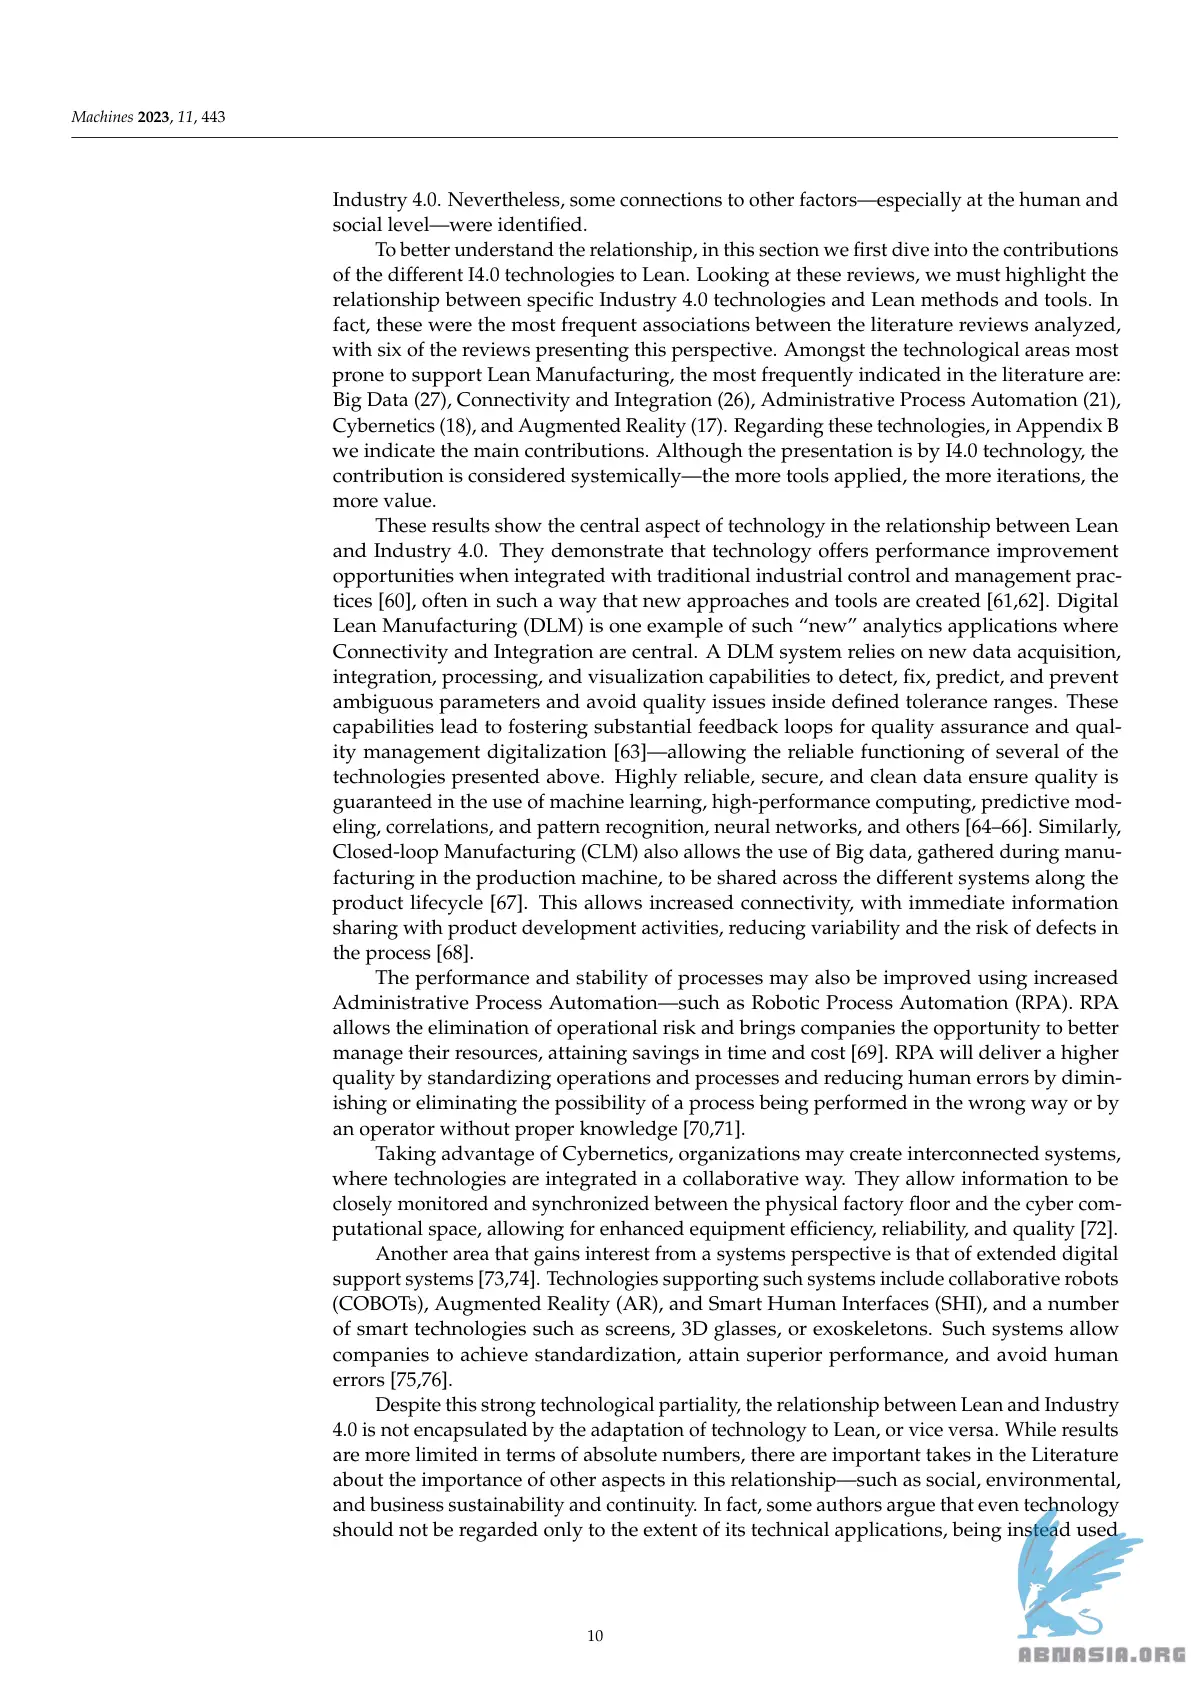 Machines 2023, 11, 443
Industry 4.0. Nevertheless, some connections to other factors—especially at the human and
social level—were identified.
To better understand the relationship, in this section we first dive into the contributions
of the different I4.0 technologies to Lean. Looking at these reviews, we must highlight the
relationship between specific Industry 4.0 technologies and Lean methods and tools. In
fact, these were the most frequent associations between the literature reviews analyzed,
with six of the reviews presenting this perspective. Amongst the technological areas most
prone to support Lean Manufacturing, the most frequently indicated in the literature are:
Big Data (27), Connectivity and Integration (26), Administrative Process Automation (21),
Cybernetics (18), and Augmented Reality (17). Regarding these technologies, in Appendix B
we indicate the main contributions. Although the presentation is by I4.0 technology, the
contribution is considered systemically—the more tools applied, the more iterations, the
more value.
These results show the central aspect of technology in the relationship between Lean
and Industry 4.0. They demonstrate that technology offers performance improvement
opportunities when integrated with traditional industrial control and management prac-
tices [60], often in such a way that new approaches and tools are created [61,62]. Digital
Lean Manufacturing (DLM) is one example of such “new” analytics applications where
Connectivity and Integration are central. A DLM system relies on new data acquisition,
integration, processing, and visualization capabilities to detect, fix, predict, and prevent
ambiguous parameters and avoid quality issues inside defined tolerance ranges. These
capabilities lead to fostering substantial feedback loops for quality assurance and qual-
ity management digitalization [63]—allowing the reliable functioning of several of the
technologies presented above. Highly reliable, secure, and clean data ensure quality is
guaranteed in the use of machine learning, high-performance computing, predictive mod-
eling, correlations, and pattern recognition, neural networks, and others [64–66]. Similarly,
Closed-loop Manufacturing (CLM) also allows the use of Big data, gathered during manu-
facturing in the production machine, to be shared across the different systems along the
product lifecycle [67]. This allows increased connectivity, with immediate information
sharing with product development activities, reducing variability and the risk of defects in
the process [68].
The performance and stability of processes may also be improved using increased
Administrative Process Automation—such as Robotic Process Automation (RPA). RPA
allows the elimination of operational risk and brings companies the opportunity to better
manage their resources, attaining savings in time and cost [69]. RPA will deliver a higher
quality by standardizing operations and processes and reducing human errors by dimin-
ishing or eliminating the possibility of a process being performed in the wrong way or by
an operator without proper knowledge [70,71].
Taking advantage of Cybernetics, organizations may create interconnected systems,
where technologies are integrated in a collaborative way. They allow information to be
closely monitored and synchronized between the physical factory floor and the cyber com-
putational space, allowing for enhanced equipment efficiency, reliability, and quality [72].
Another area that gains interest from a systems perspective is that of extended digital
support systems [73,74]. Technologies supporting such systems include collaborative robots
(COBOTs), Augmented Reality (AR), and Smart Human Interfaces (SHI), and a number
of smart technologies such as screens, 3D glasses, or exoskeletons. Such systems allow
companies to achieve standardization, attain superior performance, and avoid human
errors [75,76].
Despite this strong technological partiality, the relationship between Lean and Industry
4.0 is not encapsulated by the adaptation of technology to Lean, or vice versa. While results
are more limited in terms of absolute numbers, there are important takes in the Literature
about the importance of other aspects in this relationship—such as social, environmental,
and business sustainability and continuity. In fact, some authors argue that even technology
should not be regarded only to the extent of its technical applications, being instead used
10
ABNASIA.ORG